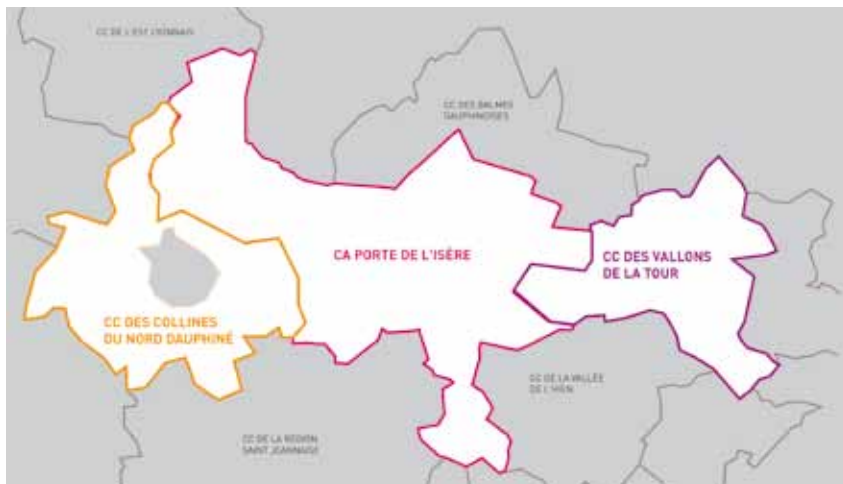 CC DE L'EST LYONNAIS
CC DES BALMES
DAUPHINOISES
CA PORTE DE L'ISÈRE
CC DES VALLONS
DE LA TOUR
CC DES COLLINES
DU NORD DAUPHINÉ
CC DE LA VALLÉE
DE L'HIEN
CC DE LA RÉGION
SAINT JEANNAISE